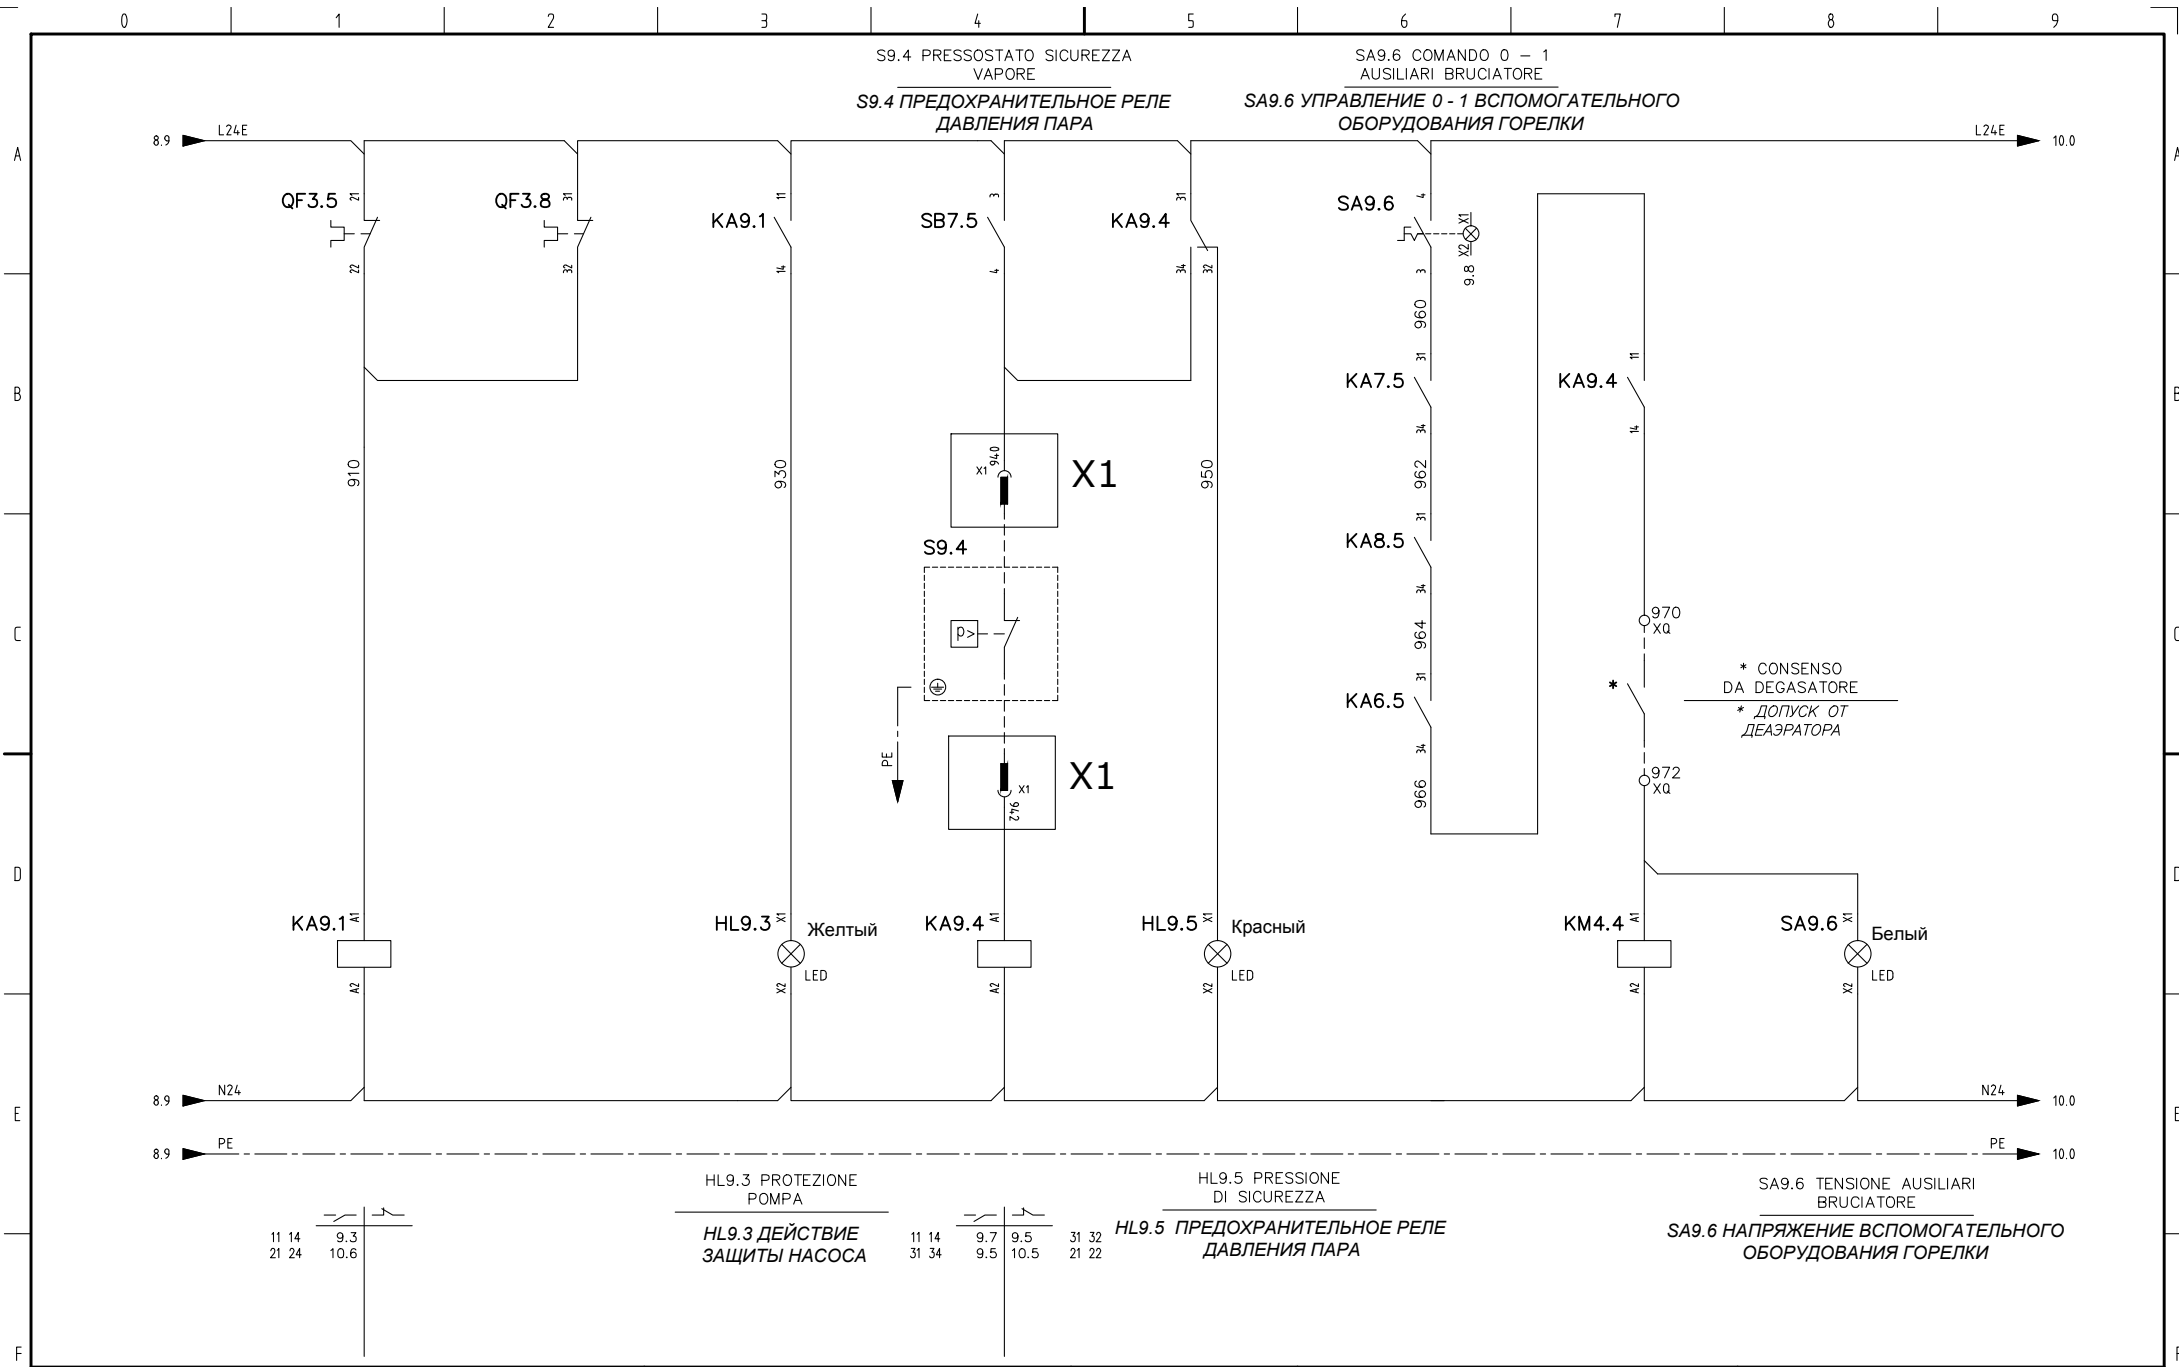 0 1 2 3 4 5 6 7 8 9
S9.4 PRESSOSTATO SICUREZZA
VAPORE
S9.4 ПРЕДОХРАНИТЕЛЬНОЕ РЕЛЕ
ДАВЛЕНИЯ ПАРА
SA9.6 COMANDO 0 – 1
AUSILIARI BRUCIATORE
SA9.6 УПРАВЛЕНИЕ 0 - 1 ВСПОМОГАТЕЛЬНОГО
ОБОРУДОВАНИЯ ГОРЕЛКИ
8.9 L24E L24E 10.0
A A
QF3.5 21 22
QF3.8 31 32
KA9.1 11 14
SB7.5 3 4
KA9.4 31 34 32
SA9.6 4 3 X1 X2 9.8
960
B B
KA7.5 31 34
KA9.4 11 14
910
930
940
X1
X1
950
962
S9.4
KA8.5 31 34
P>
C C
964
970
XQ
* CONSENSO
DA DEGASATORE
* ДОПУСК ОТ
ДЕАЭРАТОРА
*
KA6.5 31 34
PE
972
XQ
X1
X1
942
966
D D
KA9.1 A1 A2
HL9.3 X1 X2 Желтый
LED
KA9.4 A1 A2
HL9.5 X1 X2 Красный
LED
KM4.4 A1 A2
SA9.6 X1 X2 Белый
LED
8.9 N24 N24 10.0
E E
8.9 PE PE 10.0
HL9.3 PROTEZIONE
POMPA
HL9.3 ДЕЙСТВИЕ
ЗАЩИТЫ НАСОСА
HL9.5 PRESSIONE
DI SICUREZZA
HL9.5 ПРЕДОХРАНИТЕЛЬНОЕ РЕЛЕ
ДАВЛЕНИЯ ПАРА
SA9.6 TENSIONE AUSILIARI
BRUCIATORE
SA9.6 НАПРЯЖЕНИЕ ВСПОМОГАТЕЛЬНОГО
ОБОРУДОВАНИЯ ГОРЕЛКИ
11 14 9.3
21 24 10.6
11 14 9.7 9.5 31 32
31 34 9.5 10.5 21 22
F F